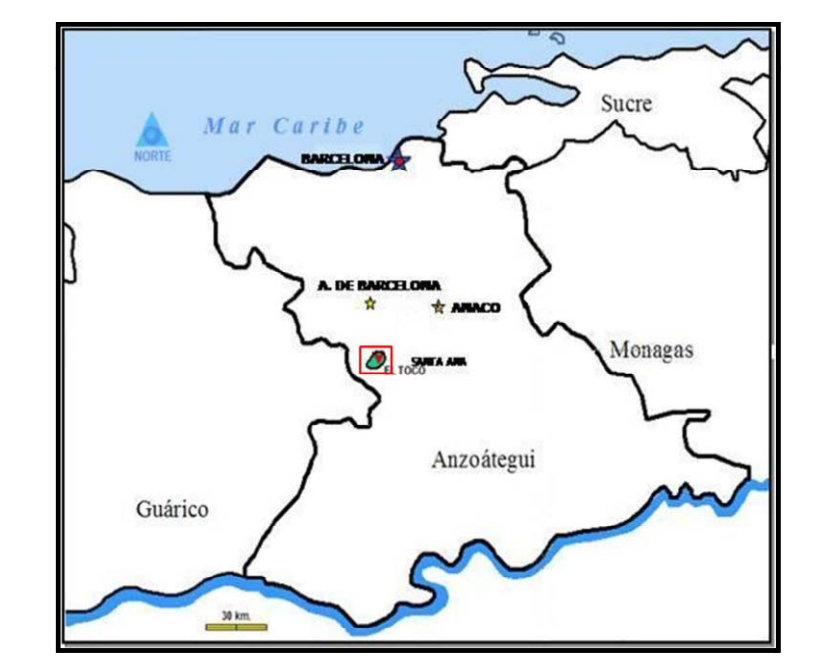 Sucre
Mar Caribe
NORTE
BARCELONA
A. DE BARCELONA
ANACO
Monagas
SANTA ANA
EL TOCO
Anzoátegui
Guárico
30 km.